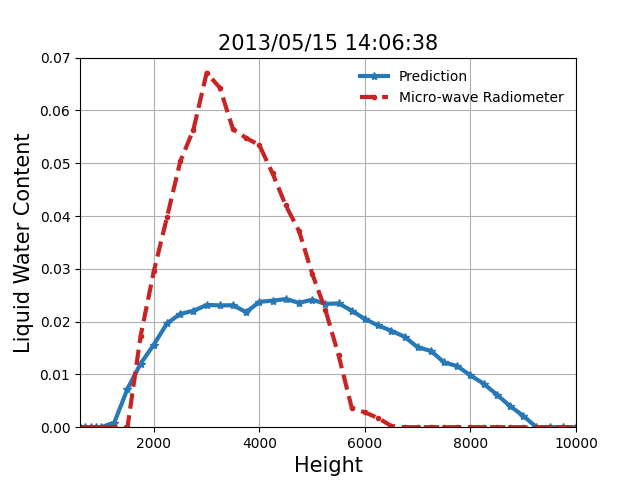 2013/05/15 14:06:38
0.07
0.06
0.05
0.04
0.03
0.02
0.01
0.00
Liquid Water Content
Prediction
Micro-wave Radiometer
2000 4000 6000 8000 10000
Height